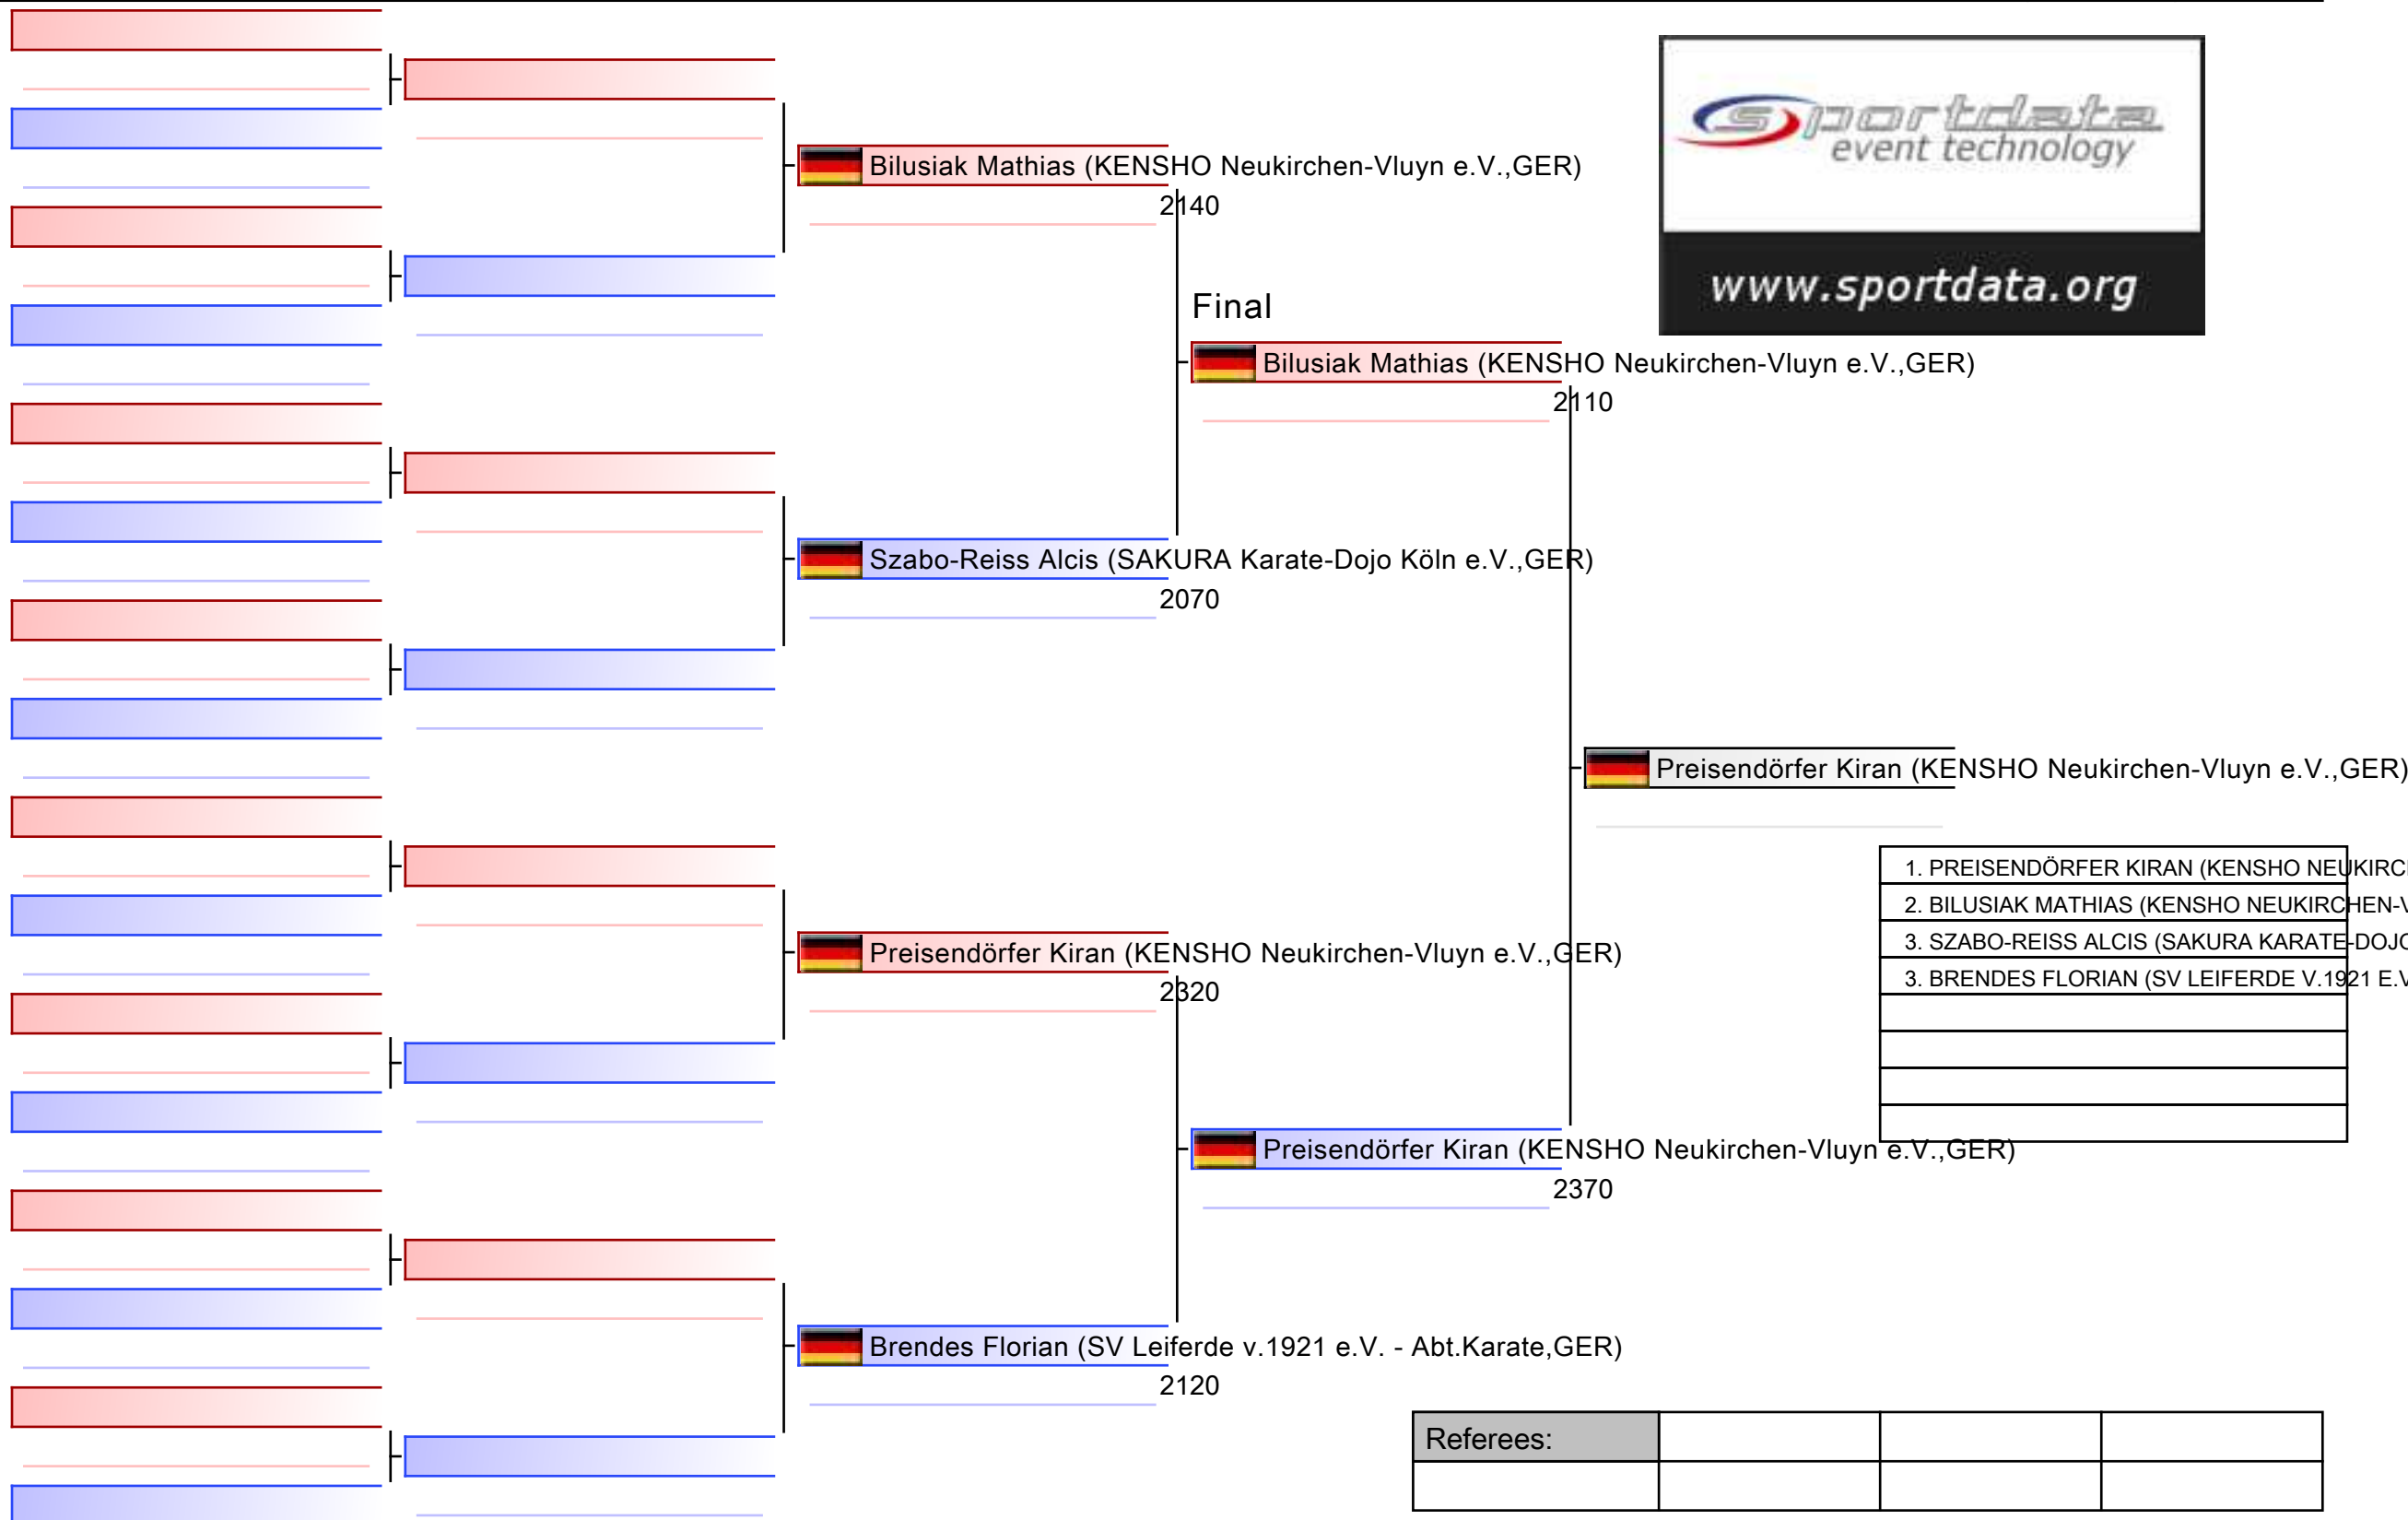 sportdata
event technology
www.sportdata.org
Bilusiak Mathias (KENSHO Neukirchen-Vluyn e.V.,GER)
2140
Final
Bilusiak Mathias (KENSHO Neukirchen-Vluyn e.V.,GER)
2110
Szabo-Reiss Alcis (SAKURA Karate-Dojo Köln e.V.,GER)
2070
Preisendörfer Kiran (KENSHO Neukirchen-Vluyn e.V.,GER)
1. PREISENDÖRFER KIRAN (KENSHO NEUKIRC
2. BILUSIAK MATHIAS (KENSHO NEUKIRCHEN-V
3. SZABO-REISS ALCIS (SAKURA KARATE-DOJO
3. BRENDES FLORIAN (SV LEIFERDE V.1921 E.V
Preisendörfer Kiran (KENSHO Neukirchen-Vluyn e.V.,GER)
2320
Preisendörfer Kiran (KENSHO Neukirchen-Vluyn e.V.,GER)
2370
Brendes Florian (SV Leiferde v.1921 e.V. - Abt.Karate,GER)
2120
Referees: